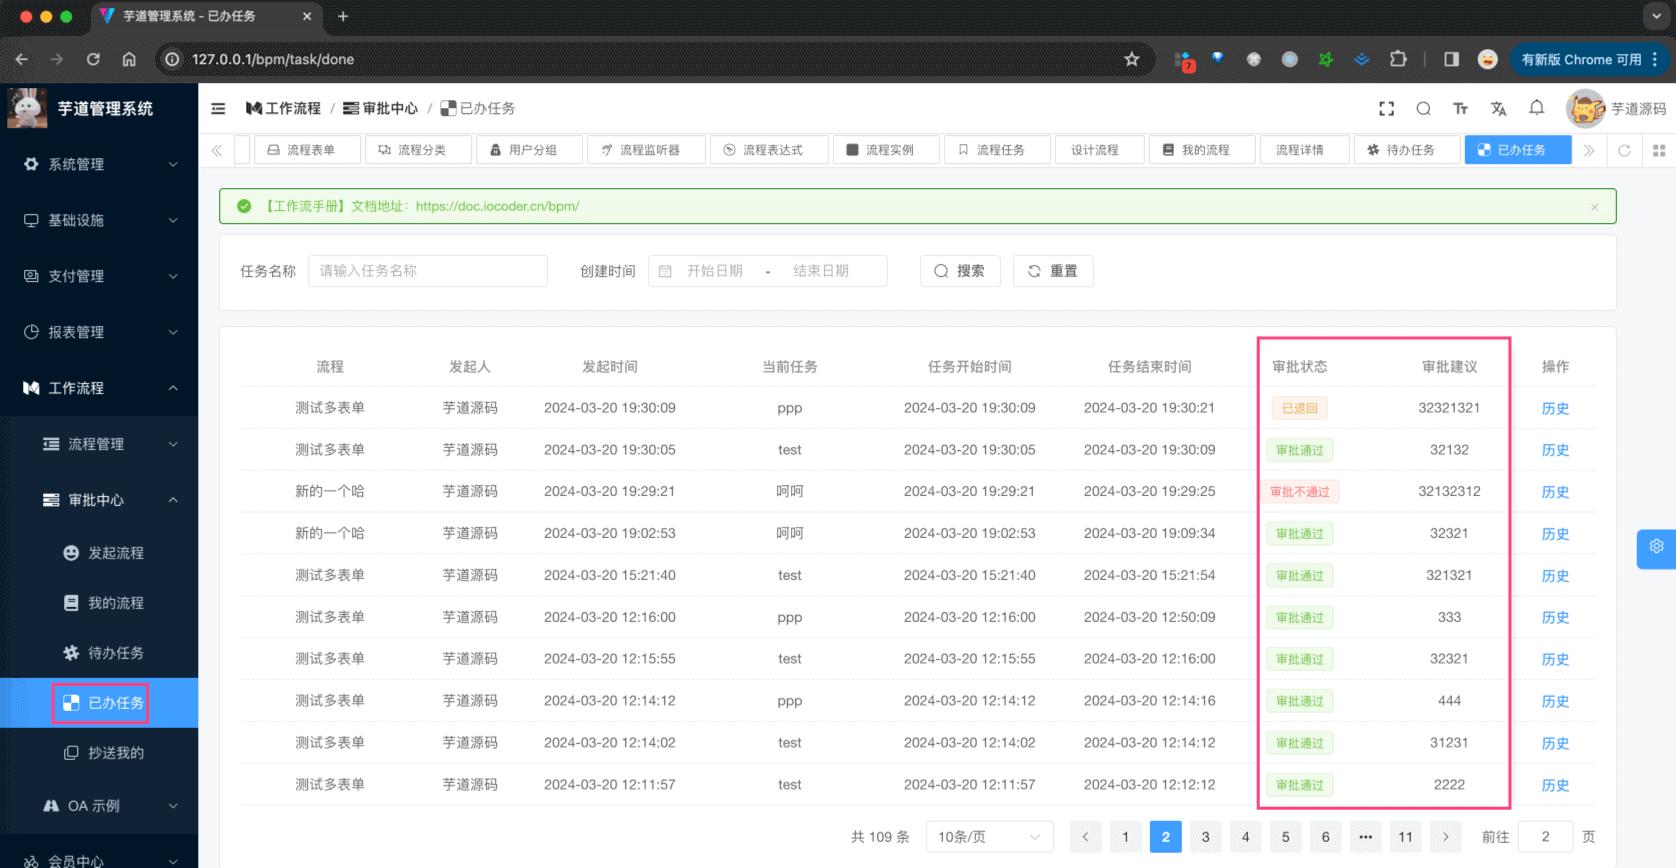 芋道管理系统 - 已办任务
127.0.0.1/bpm/task/done
7
有新版 Chrome 可用
芋道管理系统
工作流程 / 审批中心 / 已办任务
芋道源码
流程表单 流程分类 用户分组 流程监听器 流程表达式 流程实例 流程任务 设计流程 我的流程 流程详情 待办任务 已办任务
系统管理
基础设施
支付管理
报表管理
工作流程
流程管理
审批中心
发起流程
我的流程
待办任务
已办任务
抄送我的
OA 示例
会员中心
【工作流手册】文档地址：https://doc.iocoder.cn/bpm/
任务名称 请输入任务名称 创建时间 开始日期 - 结束日期 搜索 重置
流程 发起人 发起时间 当前任务 任务开始时间 任务结束时间 审批状态 审批建议 操作
测试多表单 芋道源码 2024-03-20 19:30:09 ppp 2024-03-20 19:30:09 2024-03-20 19:30:21 已退回 32321321 历史
测试多表单 芋道源码 2024-03-20 19:30:05 test 2024-03-20 19:30:05 2024-03-20 19:30:09 审批通过 32132 历史
新的一个哈 芋道源码 2024-03-20 19:29:21 呵呵 2024-03-20 19:29:21 2024-03-20 19:29:25 审批不通过 32132312 历史
新的一个哈 芋道源码 2024-03-20 19:02:53 呵呵 2024-03-20 19:02:53 2024-03-20 19:09:34 审批通过 32321 历史
测试多表单 芋道源码 2024-03-20 15:21:40 test 2024-03-20 15:21:40 2024-03-20 15:21:54 审批通过 321321 历史
测试多表单 芋道源码 2024-03-20 12:16:00 ppp 2024-03-20 12:16:00 2024-03-20 12:50:09 审批通过 333 历史
测试多表单 芋道源码 2024-03-20 12:15:55 test 2024-03-20 12:15:55 2024-03-20 12:16:00 审批通过 32321 历史
测试多表单 芋道源码 2024-03-20 12:14:12 ppp 2024-03-20 12:14:12 2024-03-20 12:14:16 审批通过 444 历史
测试多表单 芋道源码 2024-03-20 12:14:02 test 2024-03-20 12:14:02 2024-03-20 12:14:12 审批通过 31231 历史
测试多表单 芋道源码 2024-03-20 12:11:57 test 2024-03-20 12:11:57 2024-03-20 12:12:12 审批通过 2222 历史
共 109 条 10条/页 1 2 3 4 5 6 ••• 11 前往 2 页